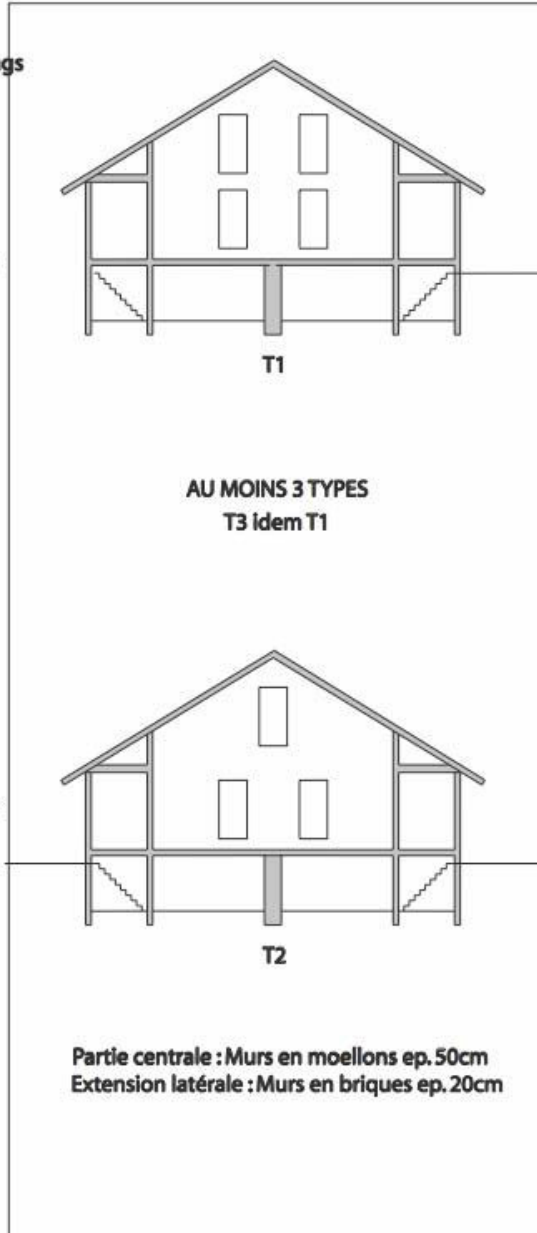 gs
T1
AU MOINS 3 TYPES
T3 idem T1
T2
Partie centrale : Murs en moellons ep. 50cm
Extension latérale : Murs en briques ep. 20cm